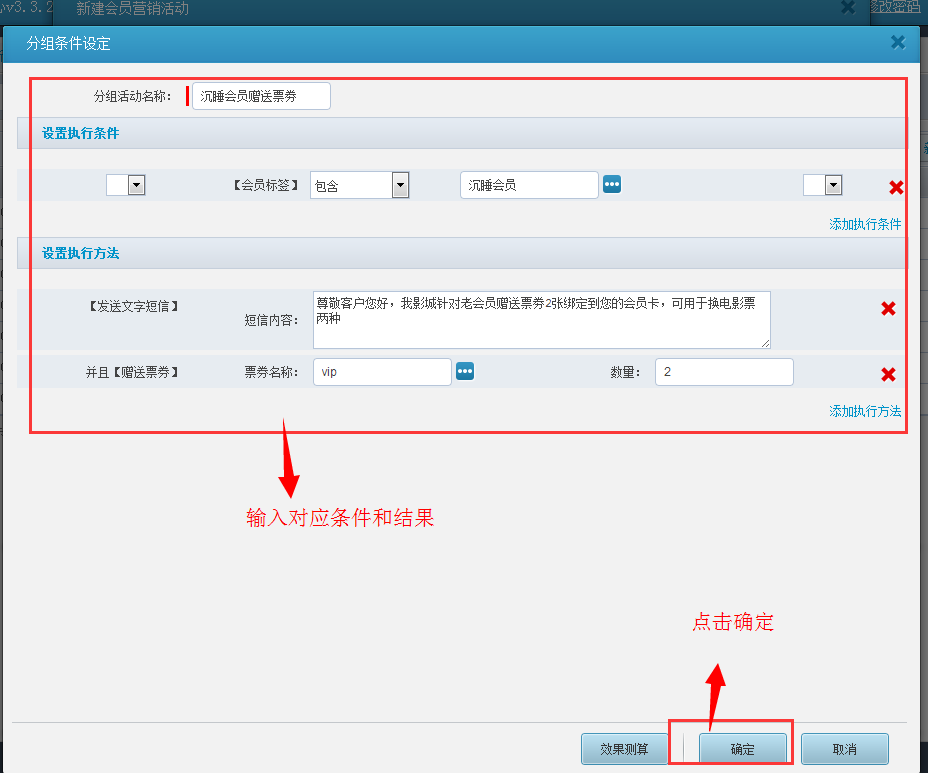 v3.3.2 新建会员营销活动 修改密码
分组条件设定
分组活动名称： 沉睡会员赠送票券
设置执行条件
【会员标签】 包含 沉睡会员
添加执行条件
设置执行方法
【发送文字短信】
短信内容：
尊敬客户您好，我影城针对老会员赠送票券2张绑定到您的会员卡，可用于换电影票
两种
并且【赠送票券】 票券名称： vip 数量： 2
添加执行方法
输入对应条件和结果
点击确定
效果测算 确定 取消